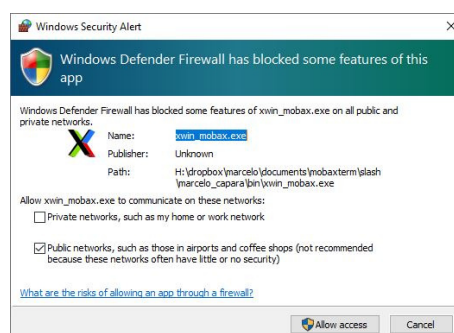 Windows Security Alert
Windows Defender Firewall has blocked some features of this
app
Windows Defender Firewall has blocked some features of xwin_mobax.exe on all public and
private networks.
Name: xwin_mobax.exe
Publisher: Unknown
Path: H:\dropbox\marcelo\documents\mobaxterm\slash
\marcelo_capara\bin\xwin_mobax.exe
Allow xwin_mobax.exe to communicate on these networks:
Private networks, such as my home or work network
Public networks, such as those in airports and coffee shops (not recommended
because these networks often have little or no security)
What are the risks of allowing an app through a firewall?
Allow access Cancel